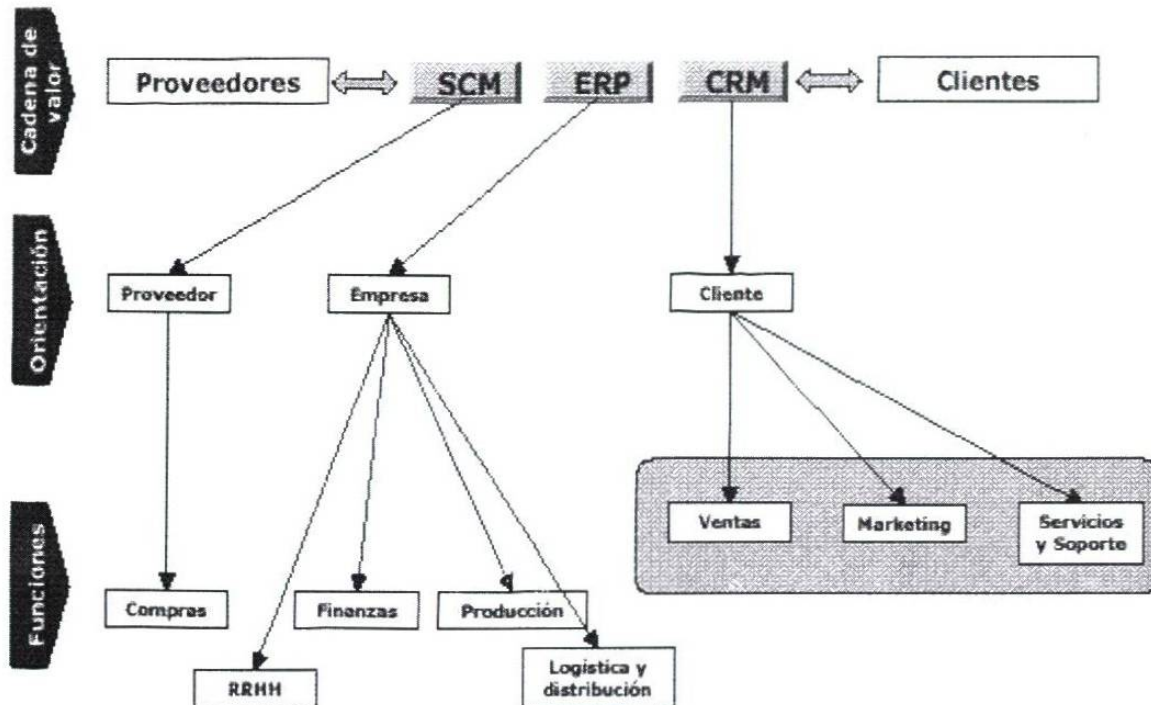 Cadena de
valor
Proveedores
SCM
ERP
CRM
Clientes
Orientación
Proveedor
Empresa
Cliente
Funciones
Ventas
Marketing
Servicios
y Soporte
Compras
Finanzas
Producción
RRHH
Logística y
distribución